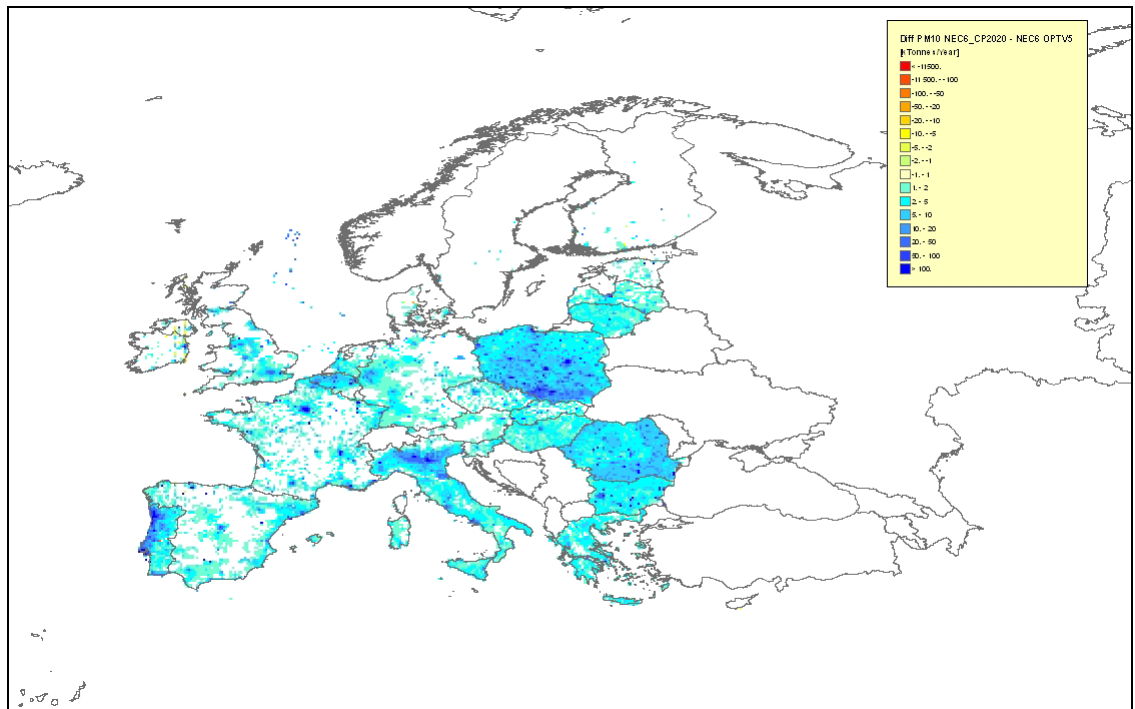 Diff PM10 NEC6_CP2020 - NEC6 OPTV5
[kTonnes/Year]
< -11500.
-11500. - -100
-100. - -50
-50. - -20
-20. - -10
-10. - -5
-5. - -2
-2. - -1
-1. - 1
1. - 2
2. - 5
5. - 10
10. - 20
20. - 50
50. - 100
> 100.